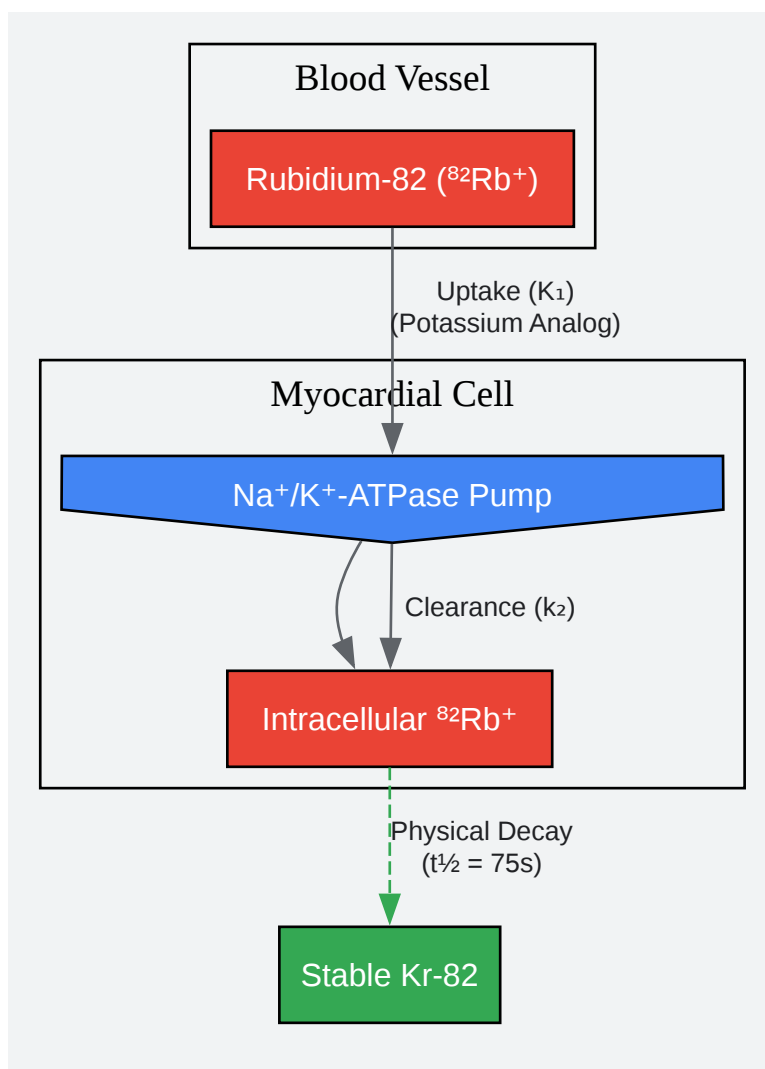 Blood Vessel
Rubidium-82 (⁸²Rb⁺)
Uptake (K₁)
(Potassium Analog)
Myocardial Cell
Na⁺/K⁺-ATPase Pump
Clearance (k₂)
Intracellular ⁸²Rb⁺
Physical Decay
(t½ = 75s)
Stable Kr-82